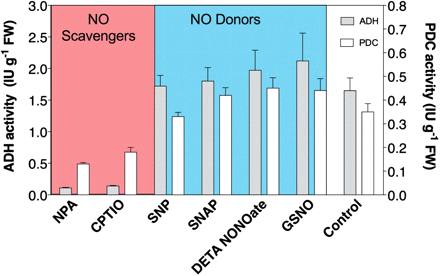 NO Scavengers
NO Donors
ADH
PDC
ADH activity (IU g-1 FW)
3.0
2.5
2.0
1.5
1.0
0.5
0.0
PDC activity (IU g-1 FW)
0.8
0.7
0.6
0.5
0.4
0.3
0.2
0.1
0.0
NPA
CPTIO
SNP
SNAP
DETA NONOate
GSNO
Control